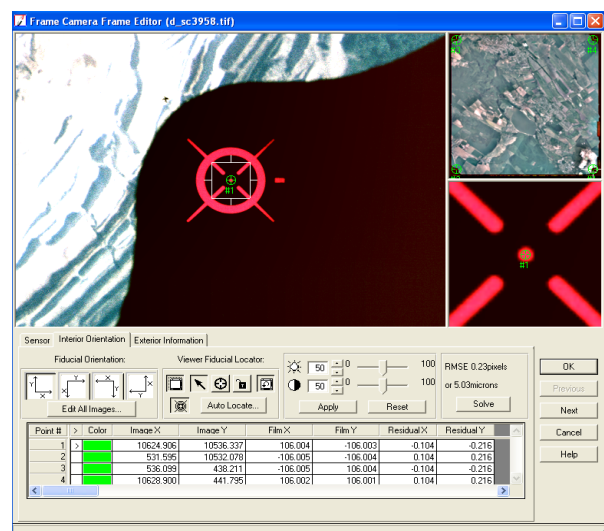 Frame Camera Frame Editor (d_sc3958.tif)
#1
#1
Sensor Interior Orientation Exterior Information
Fiducial Orientation: Viewer Fiducial Locator:
Y X X Y Y X X Y
Edit All Images...
Auto Locate...
50 0 100
50 0 100
Apply Reset
RMSE 0.23pixels
or 5.03microns
Solve
OK
Previous
Next
Cancel
Help
Point # > Color Image X Image Y Film X Film Y Residual X Residual Y
1 > 10624.906 10536.337 106.004 -106.003 -0.104 -0.216
2 531.595 10532.078 -106.005 -106.004 0.104 0.216
3 536.099 438.211 -106.005 106.004 -0.104 -0.216
4 10628.900 441.795 106.002 106.001 0.104 0.216